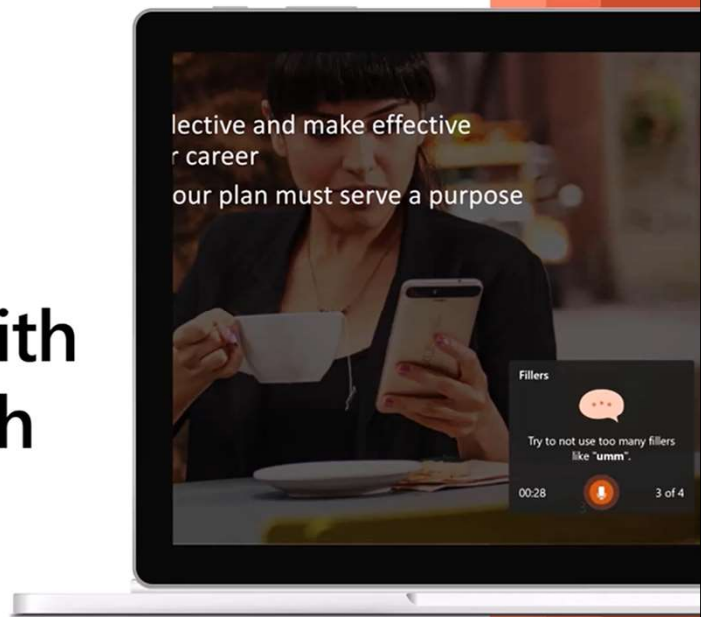 ith
h
lective and make effective
r career
our plan must serve a purpose
Fillers
Try to not use too many fillers
like "umm".
00:28
3 of 4